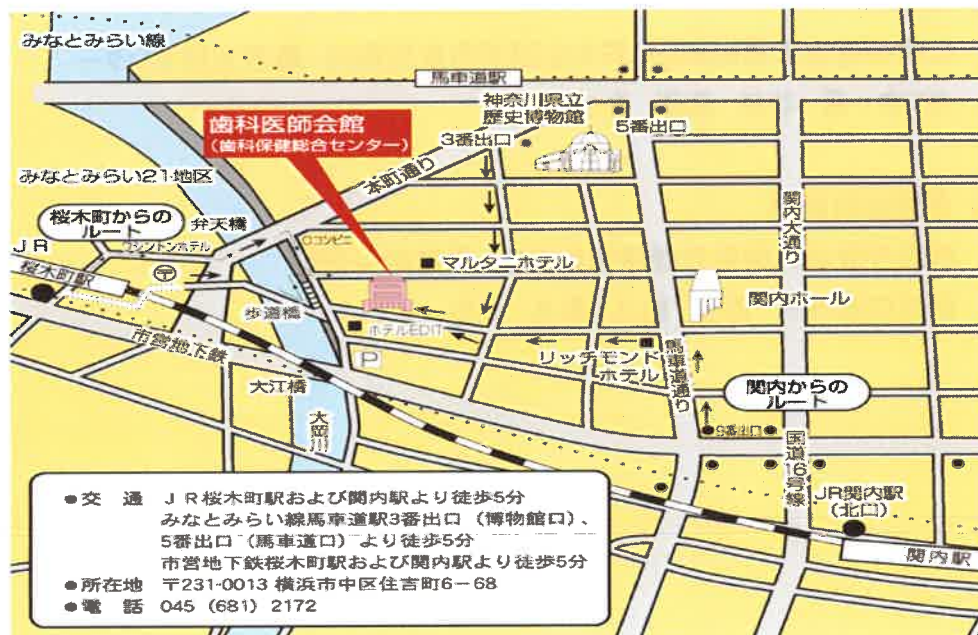 みなとみらい線
馬車道駅
神奈川県立
歴史博物館
5番出口
3番出口
歯科医師会館
(歯科保健総合センター)
本町通り
みなとみらい21地区
桜木町からの
ルート
弁天橋
ワシントンホテル
コンビニ
関内大通り
JR
桜木町駅
〒
マルタニホテル
関内ホール
歩道橋
ホテルEDIT
市営地下鉄
P
リッチモンド
ホテル
馬車道通り
大江橋
関内からの
ルート
大岡川
9番出口
国道16号線
JR関内駅
(北口)
関内駅
●交 通 JR桜木町駅および関内駅より徒歩5分
みなとみらい線馬車道駅3番出口(博物館口)、
5番出口(馬車道口)より徒歩5分
市営地下鉄桜木町駅および関内駅より徒歩5分
●所在地 〒231-0013 横浜市中区住吉町6-68
●電 話 045(681)2172